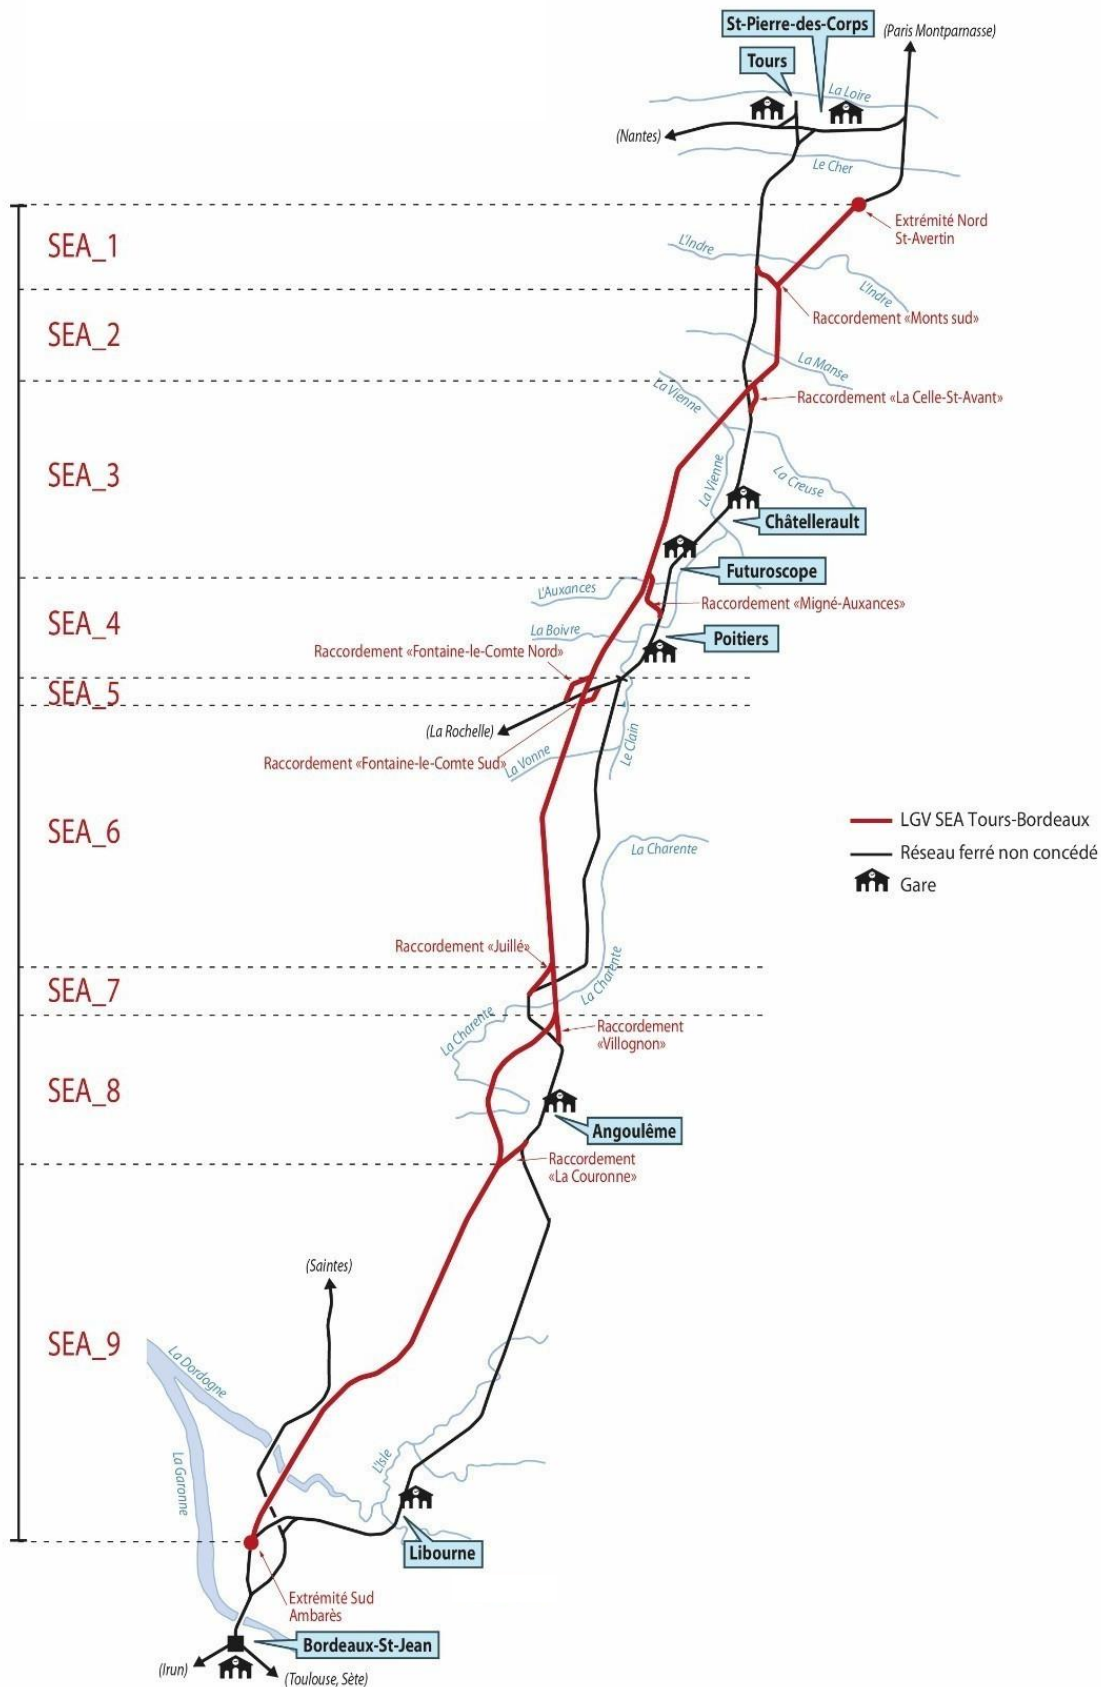 St-Pierre-des-Corps
(Paris Montparnasse)
Tours
La Loire
(Nantes)
Le Cher
SEA_1
Extrémité Nord
St-Avertin
L'Indre
L'Indre
Raccordement «Monts sud»
SEA_2
La Manse
La Vienne
Raccordement «La Celle-St-Avant»
SEA_3
La Vienne
La Creuse
Châtellerault
Futuroscope
L'Auxances
Raccordement «Migné-Auxances»
SEA_4
La Boivre
Poitiers
Raccordement «Fontaine-le-Comte Nord»
SEA_5
(La Rochelle)
Le Clain
Raccordement «Fontaine-le-Comte Sud»
La Vonne
SEA_6
La Charente
LGV SEA Tours-Bordeaux
Réseau ferré non concédé
Gare
Raccordement «Juillé»
La Charente
SEA_7
La Charente
Raccordement
«Villognon»
SEA_8
Angoulême
Raccordement
«La Couronne»
(Saintes)
SEA_9
La Dordogne
La Garonne
L'Isle
Libourne
Extrémité Sud
Ambarès
Bordeaux-St-Jean
(Irun)
(Toulouse, Sète)